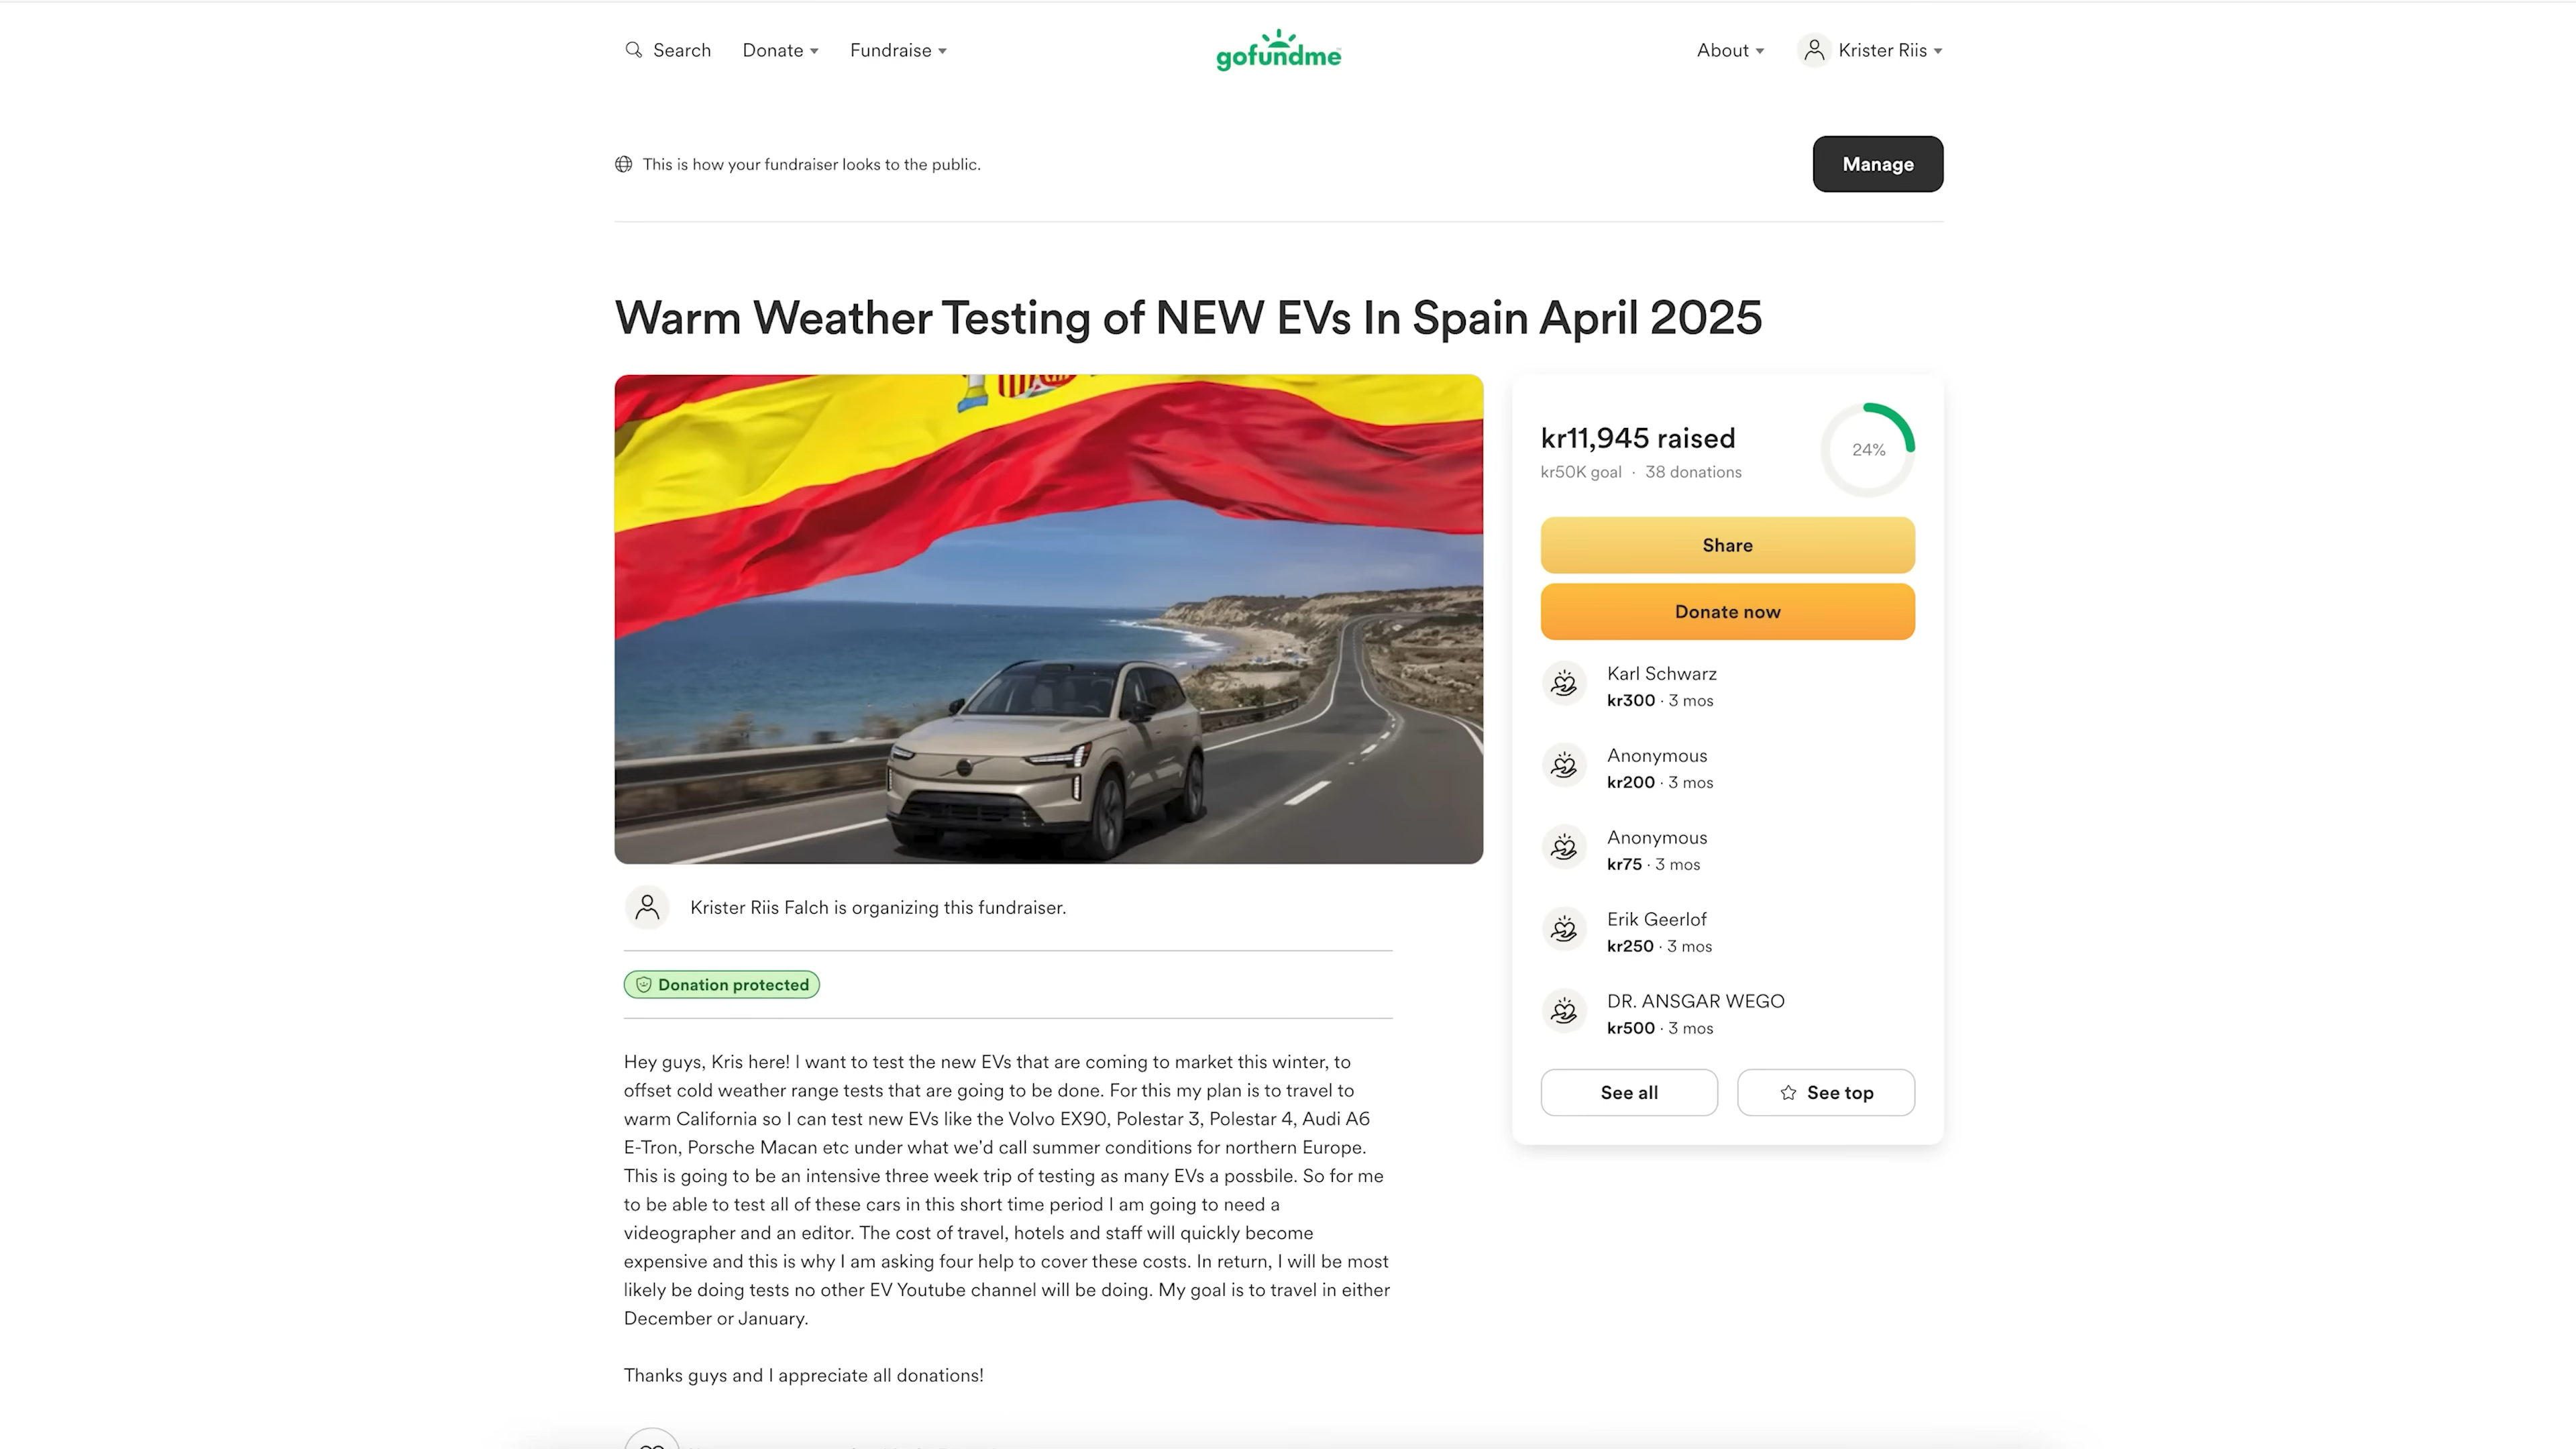 Search
Donate
Fundraise
gofundme
About
Krister Riis
This is how your fundraiser looks to the public.
Manage
Warm Weather Testing of NEW EVs In Spain April 2025
kr11,945 raised
kr50K goal · 38 donations
24%
Share
Donate now
Karl Schwarz
kr300 · 3 mos
Anonymous
kr200 · 3 mos
Anonymous
kr75 · 3 mos
Erik Geerlof
kr250 · 3 mos
DR. ANSGAR WEGO
kr500 · 3 mos
See all
See top
Krister Riis Falch is organizing this fundraiser.
Donation protected
Hey guys, Kris here! I want to test the new EVs that are coming to market this winter, to
offset cold weather range tests that are going to be done. For this my plan is to travel to
warm California so I can test new EVs like the Volvo EX90, Polestar 3, Polestar 4, Audi A6
E-Tron, Porsche Macan etc under what we'd call summer conditions for northern Europe.
This is going to be an intensive three week trip of testing as many EVs a possbile. So for me
to be able to test all of these cars in this short time period I am going to need a
videographer and an editor. The cost of travel, hotels and staff will quickly become
expensive and this is why I am asking four help to cover these costs. In return, I will be most
likely be doing tests no other EV Youtube channel will be doing. My goal is to travel in either
December or January.
Thanks guys and I appreciate all donations!